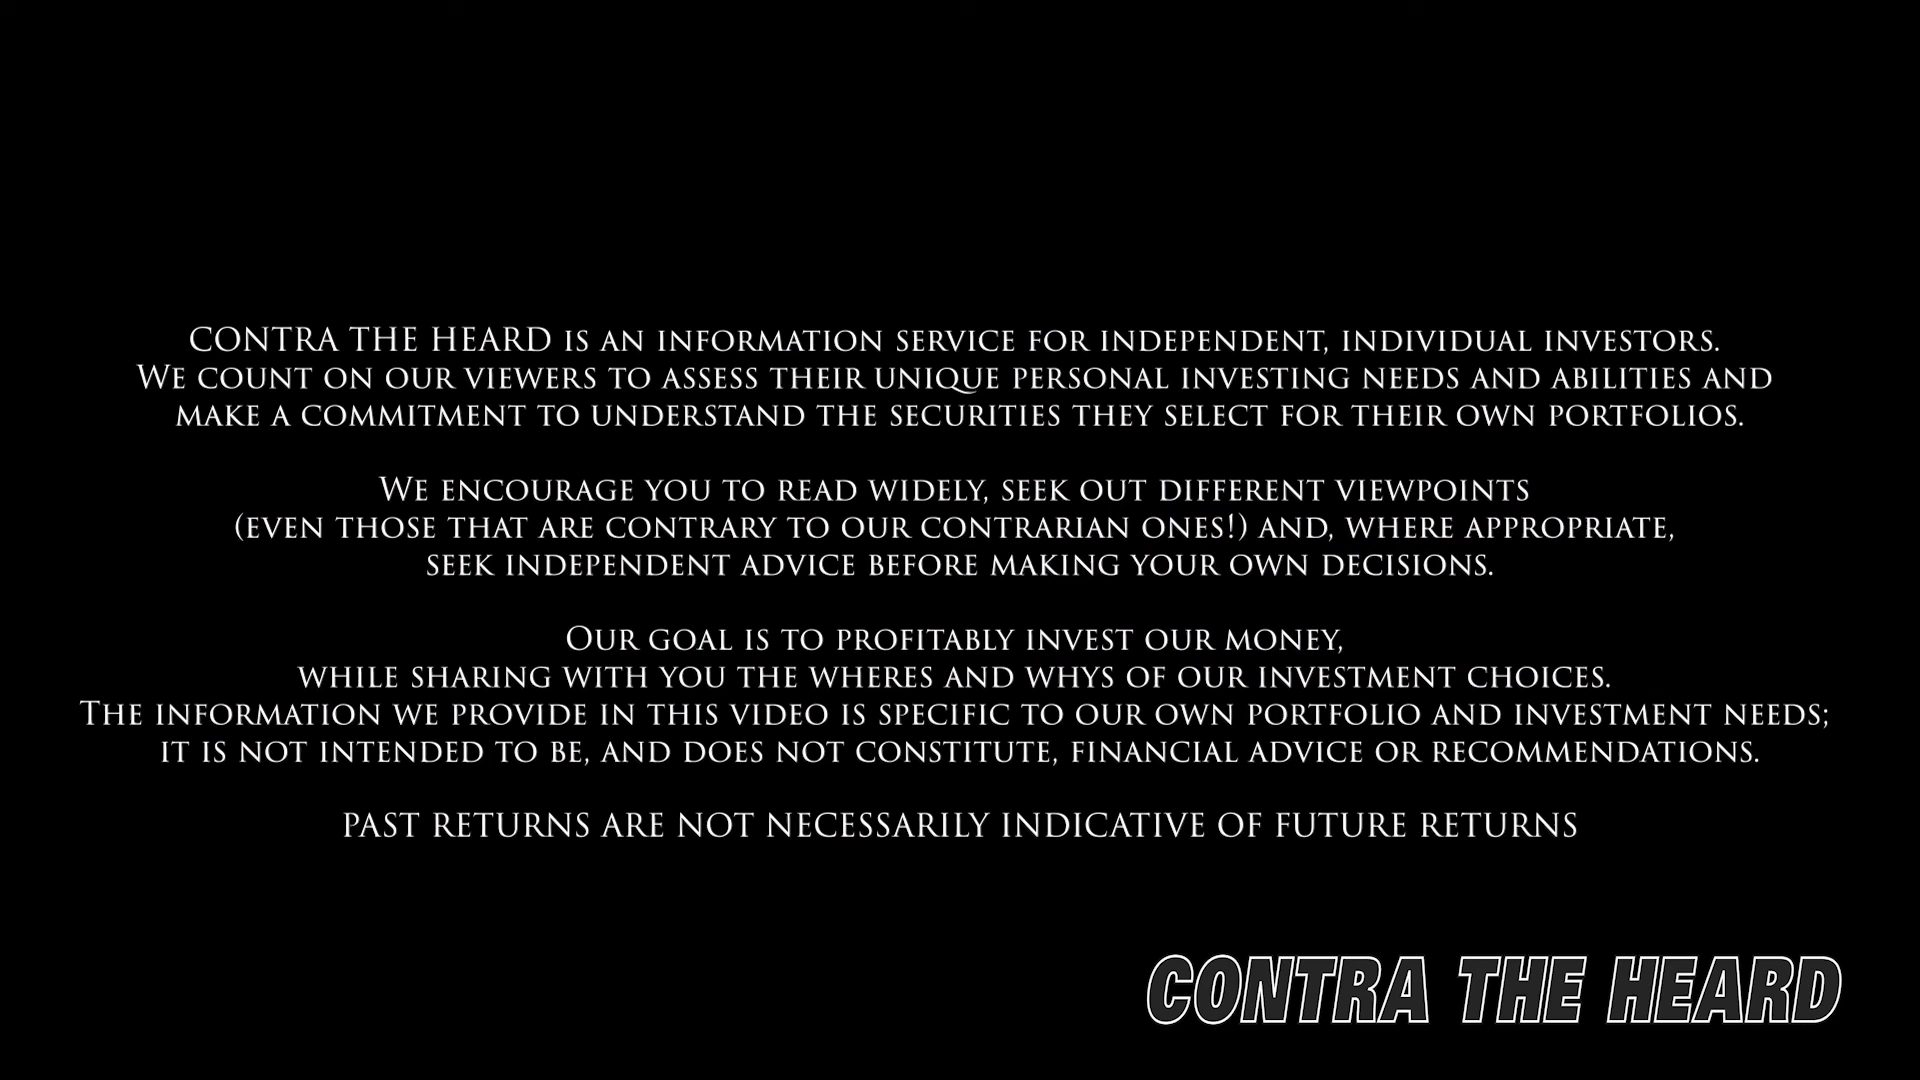 CONTRA THE HEARD IS AN INFORMATION SERVICE FOR INDEPENDENT, INDIVIDUAL INVESTORS.
WE COUNT ON OUR VIEWERS TO ASSESS THEIR UNIQUE PERSONAL INVESTING NEEDS AND ABILITIES AND
MAKE A COMMITMENT TO UNDERSTAND THE SECURITIES THEY SELECT FOR THEIR OWN PORTFOLIOS.
WE ENCOURAGE YOU TO READ WIDELY, SEEK OUT DIFFERENT VIEWPOINTS
(EVEN THOSE THAT ARE CONTRARY TO OUR CONTRARIAN ONES!) AND, WHERE APPROPRIATE,
SEEK INDEPENDENT ADVICE BEFORE MAKING YOUR OWN DECISIONS.
OUR GOAL IS TO PROFITABLY INVEST OUR MONEY,
WHILE SHARING WITH YOU THE WHERES AND WHYS OF OUR INVESTMENT CHOICES.
THE INFORMATION WE PROVIDE IN THIS VIDEO IS SPECIFIC TO OUR OWN PORTFOLIO AND INVESTMENT NEEDS;
IT IS NOT INTENDED TO BE, AND DOES NOT CONSTITUTE, FINANCIAL ADVICE OR RECOMMENDATIONS.
PAST RETURNS ARE NOT NECESSARILY INDICATIVE OF FUTURE RETURNS
CONTRA THE HEARD